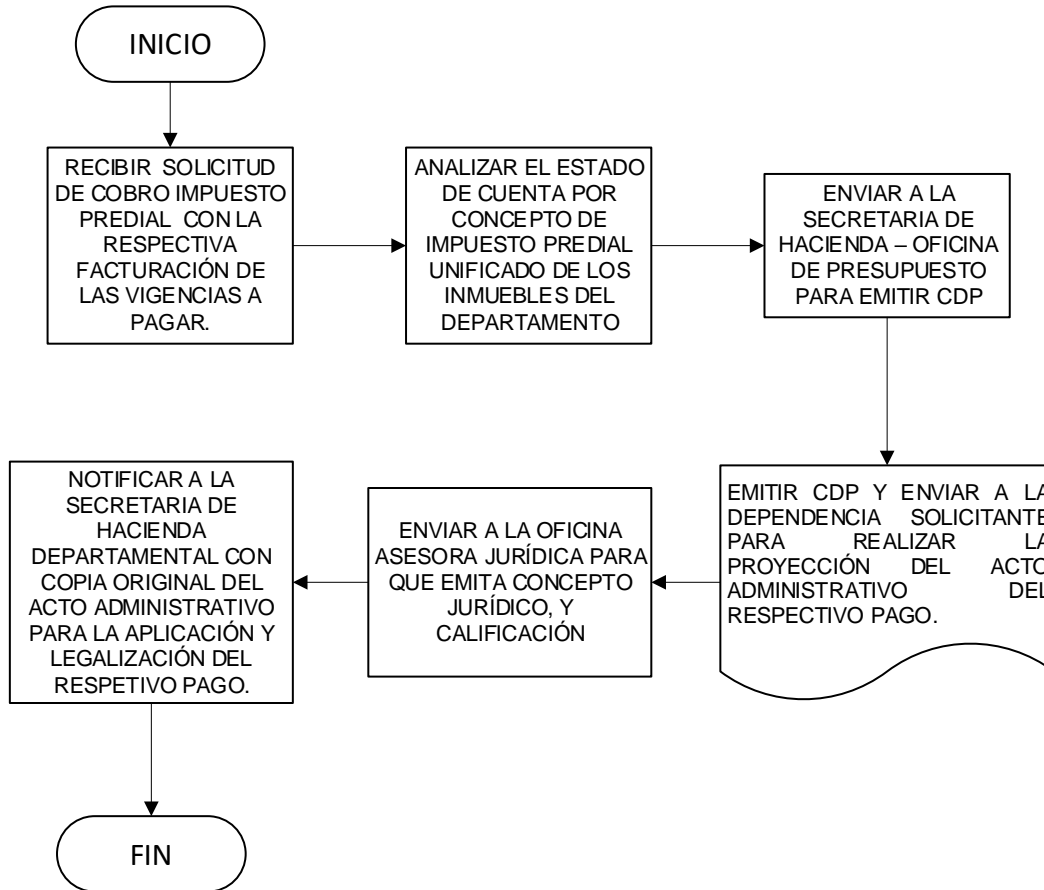 INICIO
RECIBIR SOLICITUD
DE COBRO IMPUESTO
PREDIAL CON LA
RESPECTIVA
FACTURACIÓN DE
LAS VIGENCIAS A
PAGAR.
ANALIZAR EL ESTADO
DE CUENTA POR
CONCEPTO DE
IMPUESTO PREDIAL
UNIFICADO DE LOS
INMUEBLES DEL
DEPARTAMENTO
ENVIAR A LA
SECRETARIA DE
HACIENDA – OFICINA
DE PRESUPUESTO
PARA EMITIR CDP
EMITIR CDP Y ENVIAR A LA
DEPENDENCIA SOLICITANTE
PARA REALIZAR LA
PROYECCIÓN DEL ACTO
ADMINISTRATIVO DEL
RESPECTIVO PAGO.
ENVIAR A LA OFICINA
ASESORA JURÍDICA PARA
QUE EMITA CONCEPTO
JURÍDICO, Y
CALIFICACIÓN
NOTIFICAR A LA
SECRETARIA DE
HACIENDA
DEPARTAMENTAL CON
COPIA ORIGINAL DEL
ACTO ADMINISTRATIVO
PARA LA APLICACIÓN Y
LEGALIZACIÓN DEL
RESPETIVO PAGO.
FIN